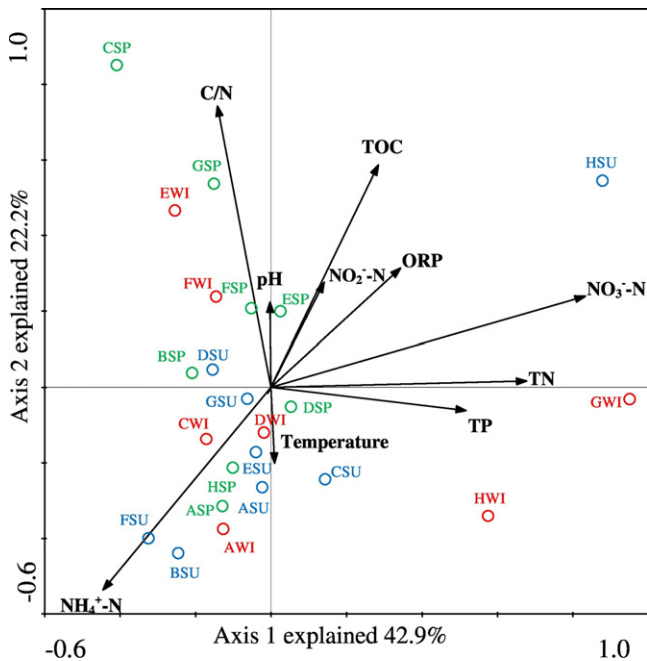 1.0
CSP
C/N
TOC
GSP
HSU
EWI
ORP
NO₂⁻-N
FWI
FSP
pH
ESP
NO₃⁻-N
BSP
DSU
TN
GSU
DSP
GWI
CWI
DWI
TP
Temperature
ESU
CSU
HSP
ASP
ASU
HWI
FSU
AWI
BSU
NH₄⁺-N
Axis 2 explained 22.2%
-0.6
-0.6
Axis 1 explained 42.9%
1.0